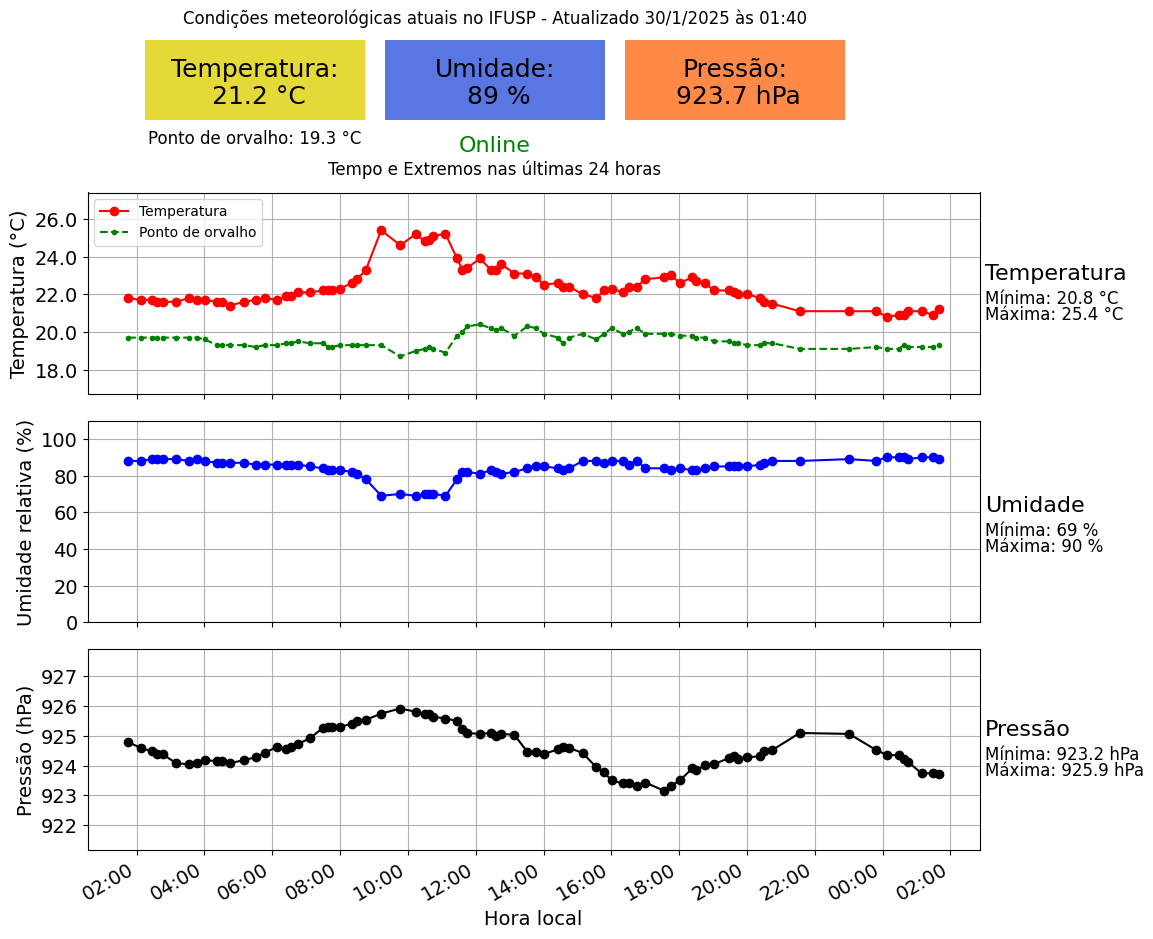 Condições meteorológicas atuais no IFUSP - Atualizado 30/1/2025 às 01:40
Temperatura:
21.2 °C
Umidade:
89 %
Pressão:
923.7 hPa
Ponto de orvalho: 19.3 °C
Online
Tempo e Extremos nas últimas 24 horas
Temperatura (°C)
26.0
24.0
22.0
20.0
18.0
Temperatura
Ponto de orvalho
Temperatura
Mínima: 20.8 °C
Máxima: 25.4 °C
Umidade relativa (%)
100
80
60
40
20
0
Umidade
Mínima: 69 %
Máxima: 90 %
Pressão (hPa)
927
926
925
924
923
922
Pressão
Mínima: 923.2 hPa
Máxima: 925.9 hPa
02:00 04:00 06:00 08:00 10:00 12:00 14:00 16:00 18:00 20:00 22:00 00:00 02:00
Hora local